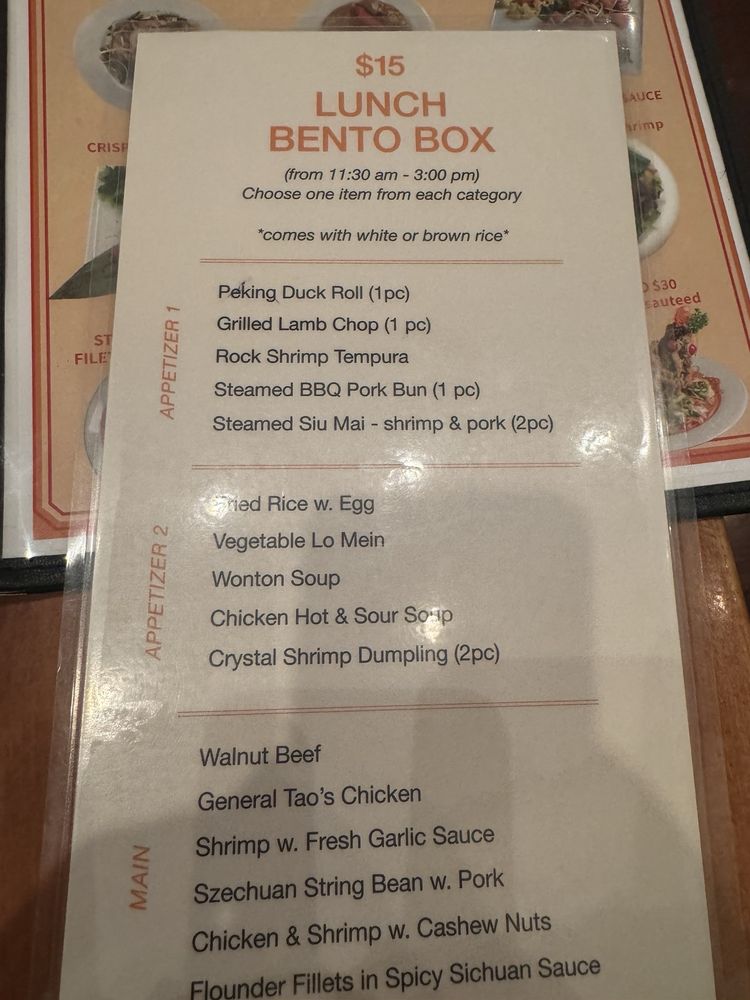 $15
LUNCH
BENTO BOX
(from 11:30 am - 3:00 pm)
Choose one item from each category
*comes with white or brown rice*
APPETIZER 1
Peking Duck Roll (1pc)
Grilled Lamb Chop (1 pc)
Rock Shrimp Tempura
Steamed BBQ Pork Bun (1 pc)
Steamed Siu Mai - shrimp & pork (2pc)
APPETIZER 2
Fried Rice w. Egg
Vegetable Lo Mein
Wonton Soup
Chicken Hot & Sour Soup
Crystal Shrimp Dumpling (2pc)
MAIN
Walnut Beef
General Tao's Chicken
Shrimp w. Fresh Garlic Sauce
Szechuan String Bean w. Pork
Chicken & Shrimp w. Cashew Nuts
Flounder Fillets in Spicy Sichuan Sauce
SAUCE
$30